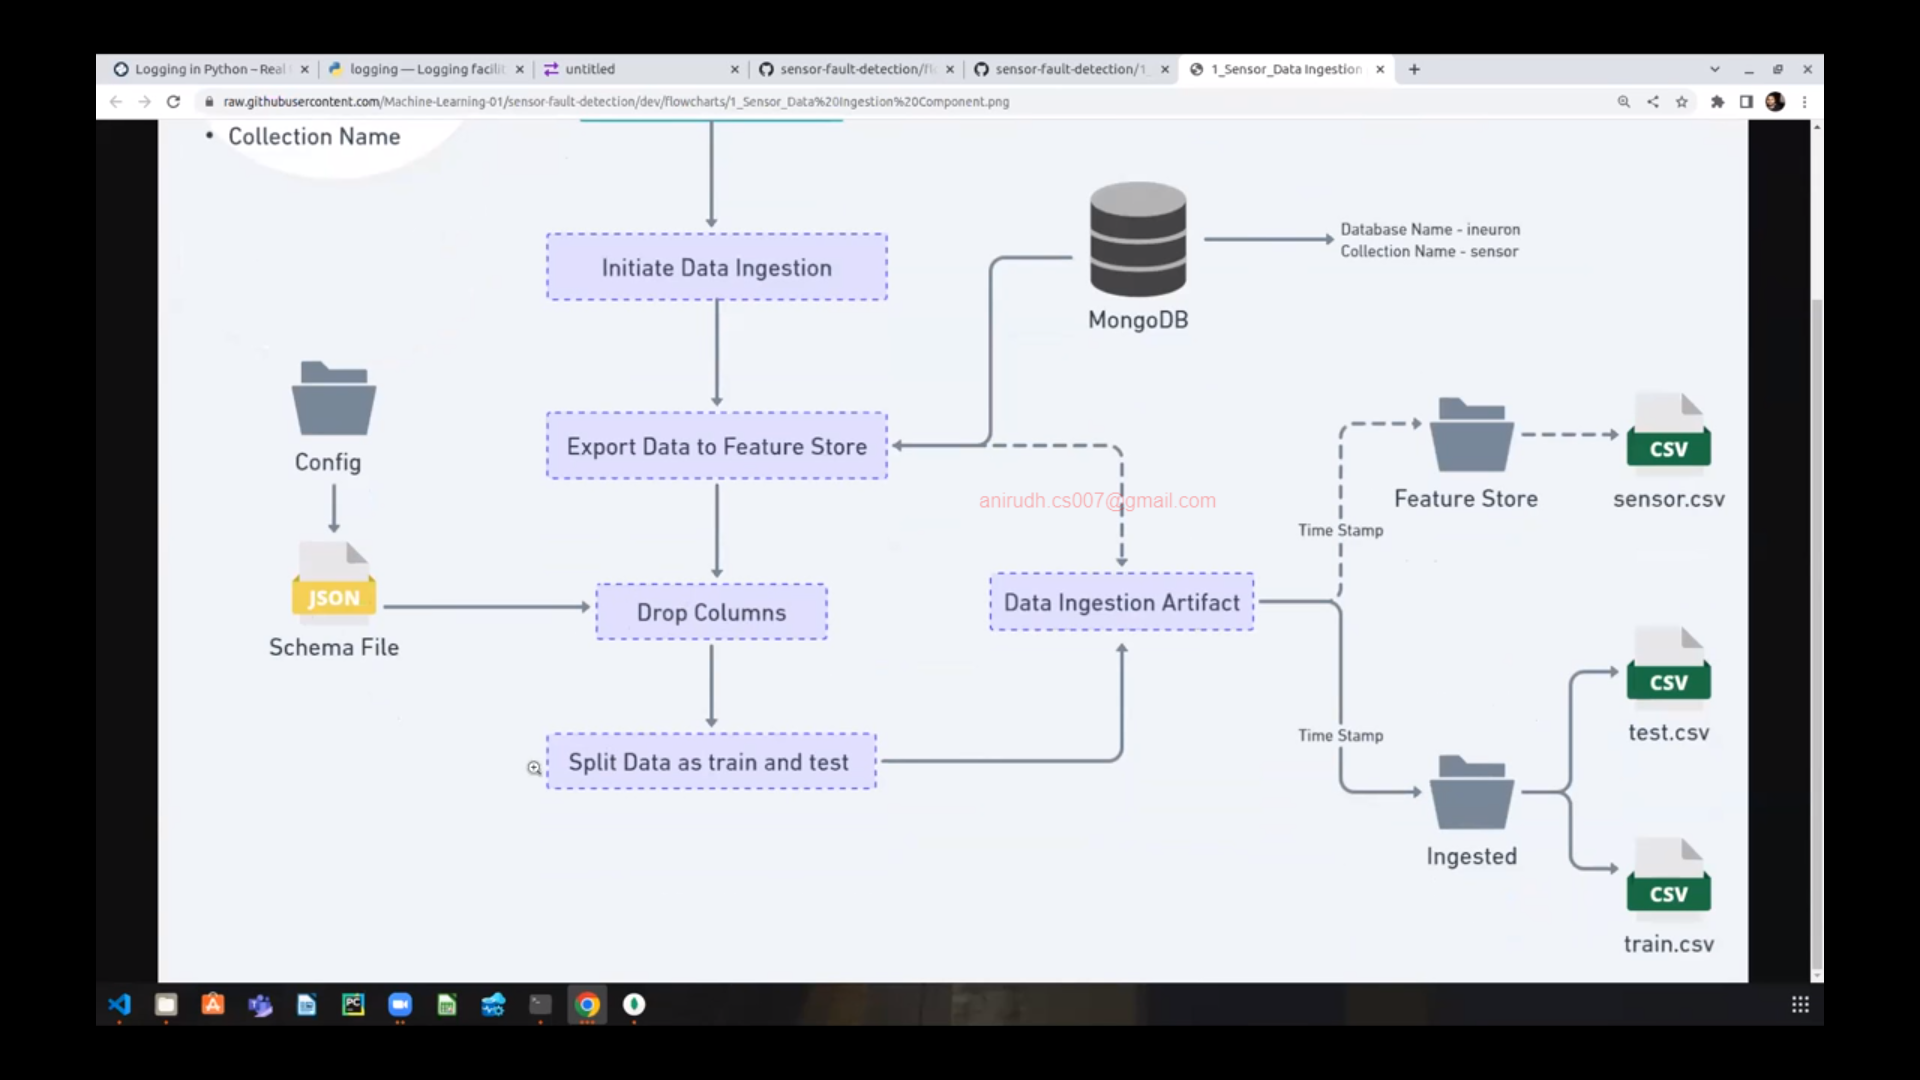 Logging in Python – Real
logging — Logging facilit
untitled
sensor-fault-detection/fl
sensor-fault-detection/1_
1_Sensor_Data Ingestion
raw.githubusercontent.com/Machine-Learning-01/sensor-fault-detection/dev/flowcharts/1_Sensor_Data%20Ingestion%20Component.png
• Collection Name
Initiate Data Ingestion
MongoDB
Database Name - ineuron
Collection Name - sensor
Config
Export Data to Feature Store
anirudh.cs007@gmail.com
Feature Store
CSV
sensor.csv
Time Stamp
JSON
Schema File
Drop Columns
Data Ingestion Artifact
CSV
test.csv
Time Stamp
Split Data as train and test
Ingested
CSV
train.csv
PC